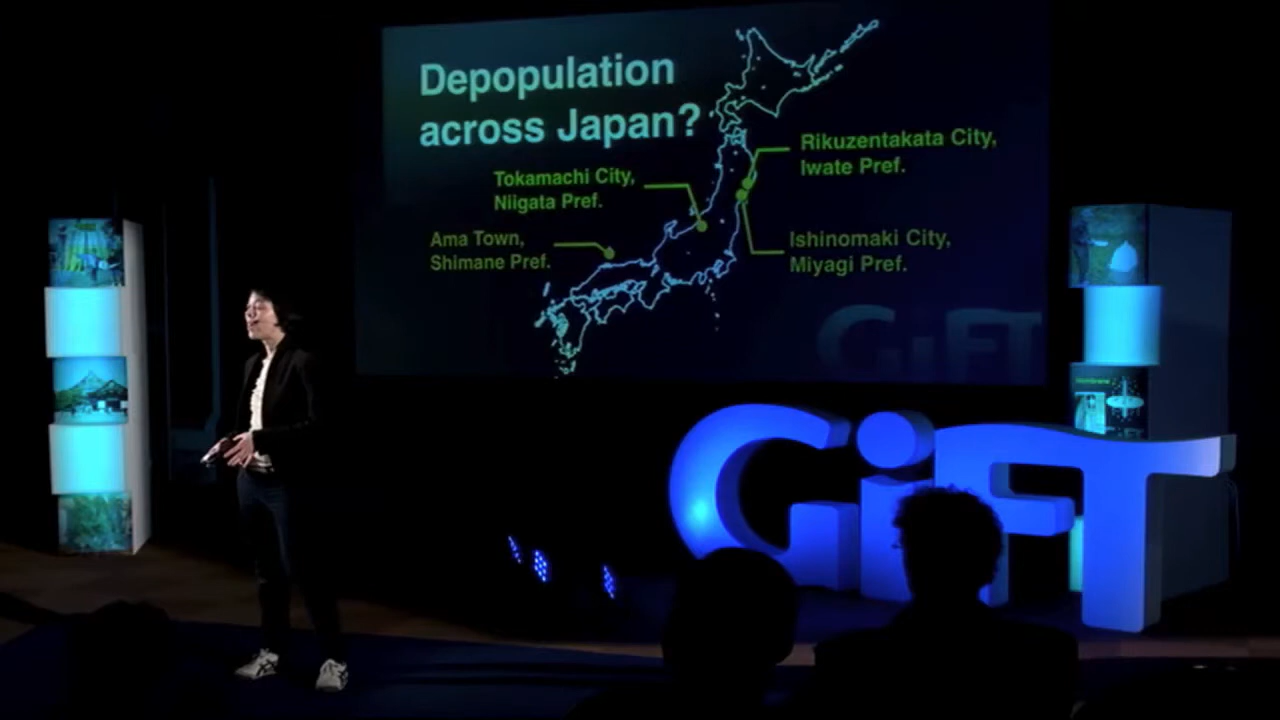 Depopulation
across Japan?
Rikuzentakata City,
Iwate Pref.
Tokamachi City,
Niigata Pref.
Ama Town,
Shimane Pref.
Ishinomaki City,
Miyagi Pref.
GiFT
GiFT
Membrane